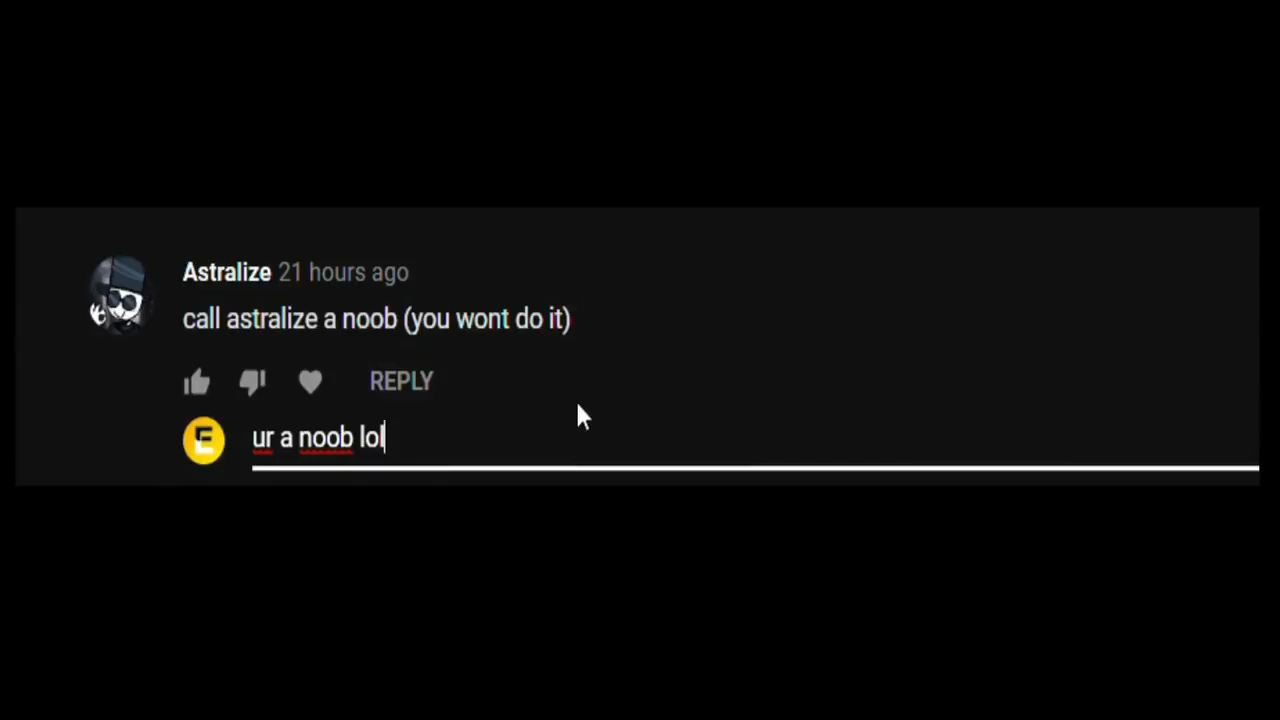 Astralize 21 hours ago
call astralize a noob (you wont do it)
REPLY
E ur a noob lol